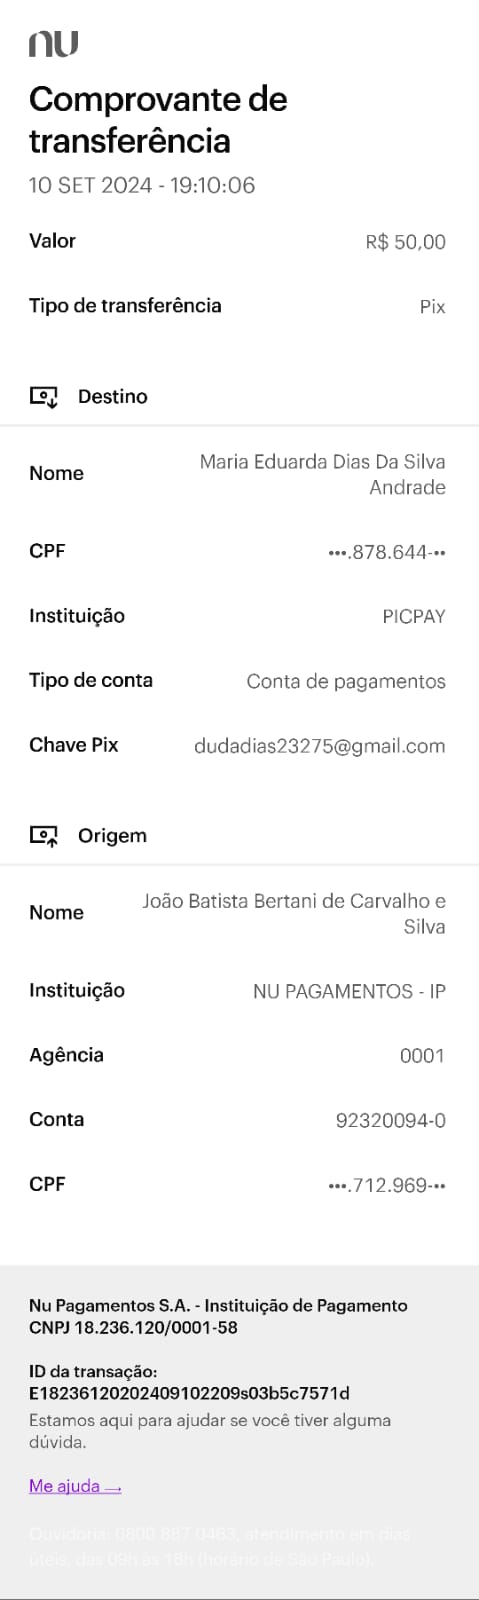 nu
Comprovante de
transferência
10 SET 2024 - 19:10:06
Valor R$ 50,00
Tipo de transferência Pix
Destino
Nome Maria Eduarda Dias Da Silva
Andrade
CPF •••.878.644-••
Instituição PICPAY
Tipo de conta Conta de pagamentos
Chave Pix dudadias23275@gmail.com
Origem
Nome João Batista Bertani de Carvalho e
Silva
Instituição NU PAGAMENTOS - IP
Agência 0001
Conta 92320094-0
CPF •••.712.969-••
Nu Pagamentos S.A. - Instituição de Pagamento
CNPJ 18.236.120/0001-58
ID da transação:
E18236120202409102209s03b5c7571d
Estamos aqui para ajudar se você tiver alguma
dúvida.
Me ajuda →
Ouvidoria: 0800 887 0463, atendimento em dias
úteis, das 09h às 18h (horário de São Paulo).